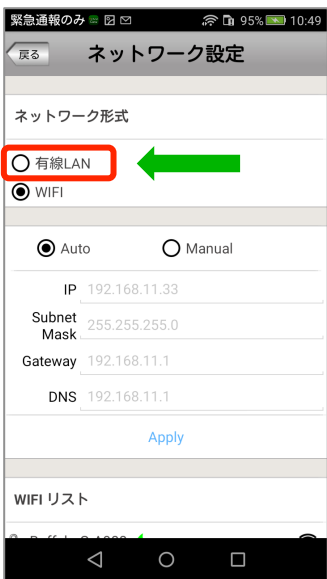 緊急通報のみ 95% 10:49
戻る ネットワーク設定
ネットワーク形式
有線LAN
WIFI
Auto Manual
IP 192.168.11.33
Subnet
Mask 255.255.255.0
Gateway 192.168.11.1
DNS 192.168.11.1
Apply
WIFI リスト